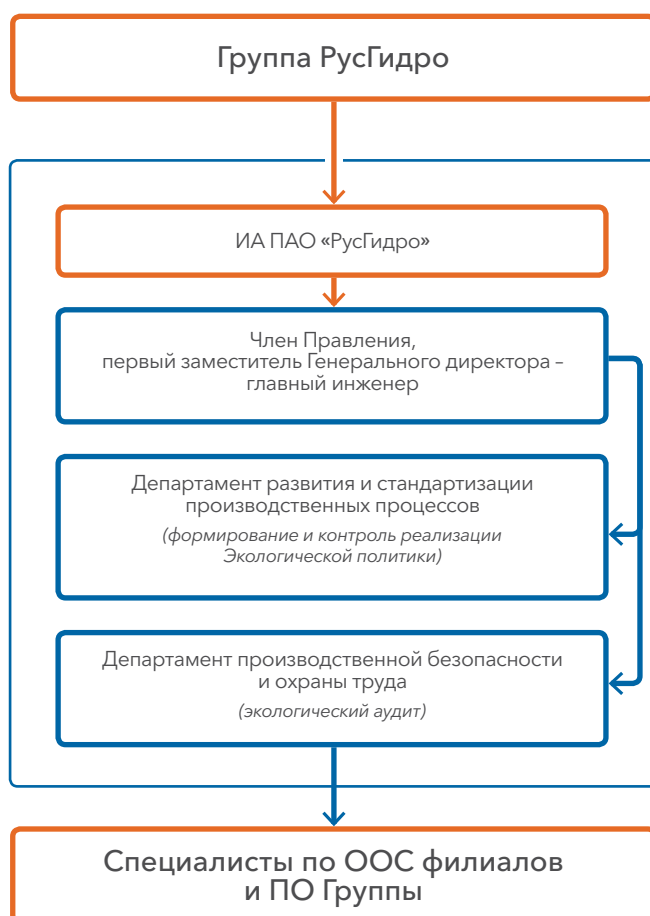 Группа РусГидро
ИА ПАО «РусГидро»
Член Правления,
первый заместитель Генерального директора –
главный инженер
Департамент развития и стандартизации
производственных процессов
(формирование и контроль реализации
Экологической политики)
Департамент производственной безопасности
и охраны труда
(экологический аудит)
Специалисты по ООС филиалов
и ПО Группы